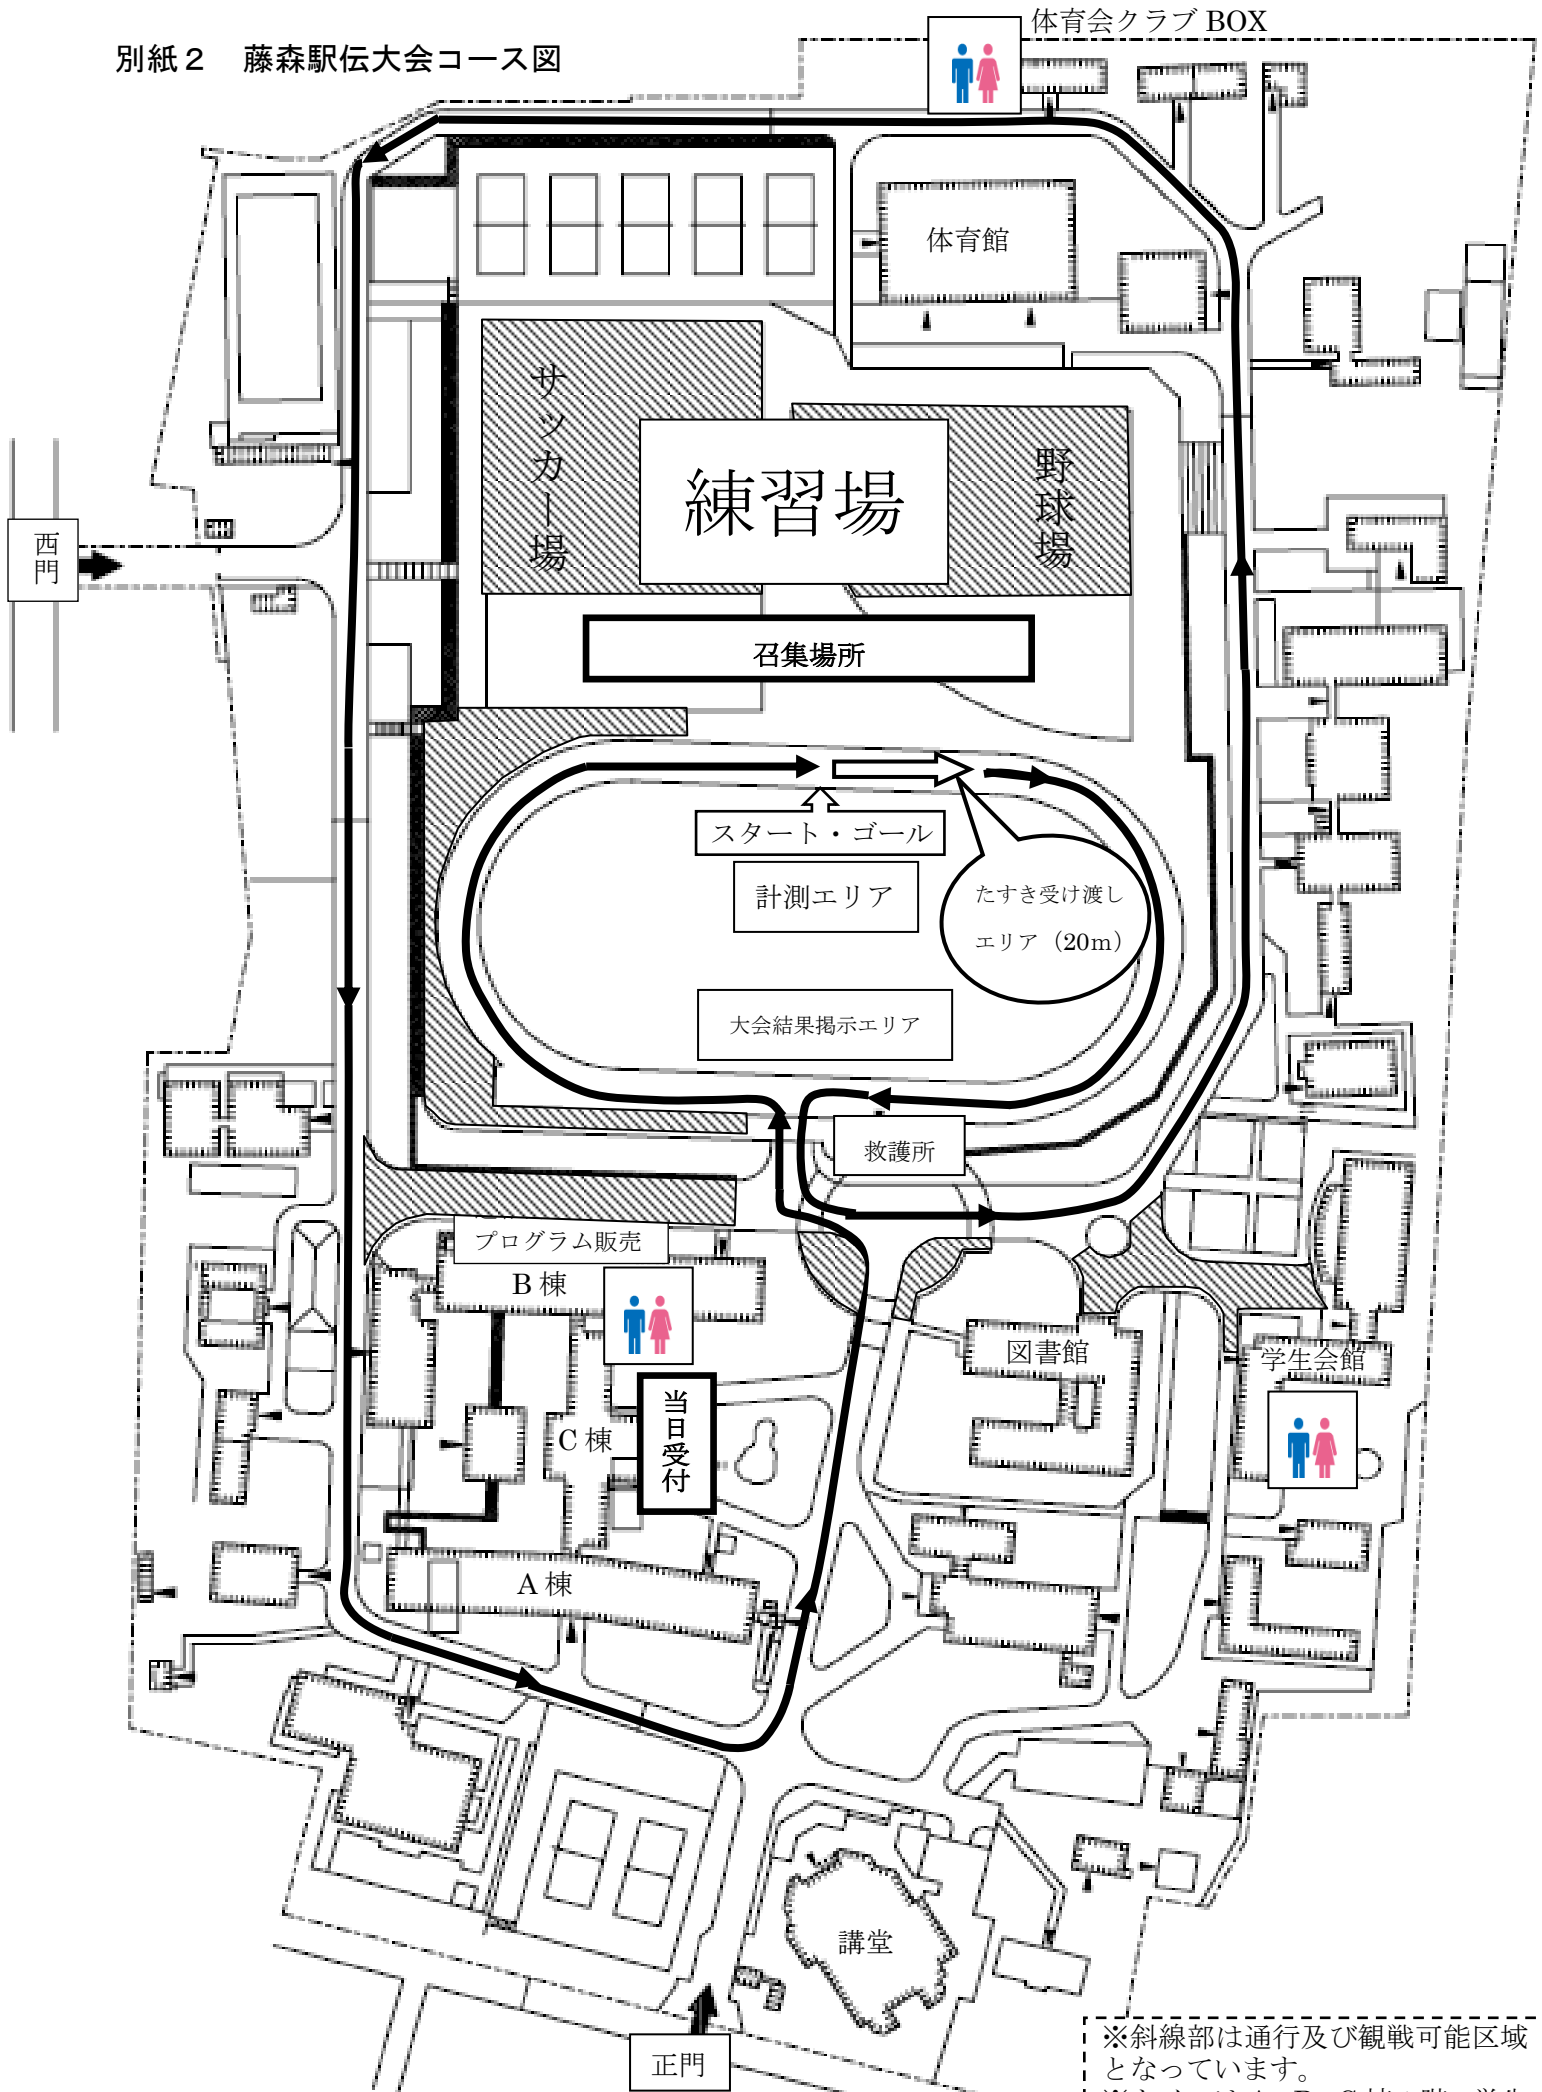 体育会クラブ BOX
別紙２　藤森駅伝大会コース図
体育館
サッカー場
練習場
野球場
西門
召集場所
スタート・ゴール
計測エリア
たすき受け渡し
エリア（20m）
大会結果掲示エリア
救護所
プログラム販売
B 棟
図書館
学生会館
当日受付
C 棟
A 棟
講堂
正門
※斜線部は通行及び観戦可能区域
となっています。